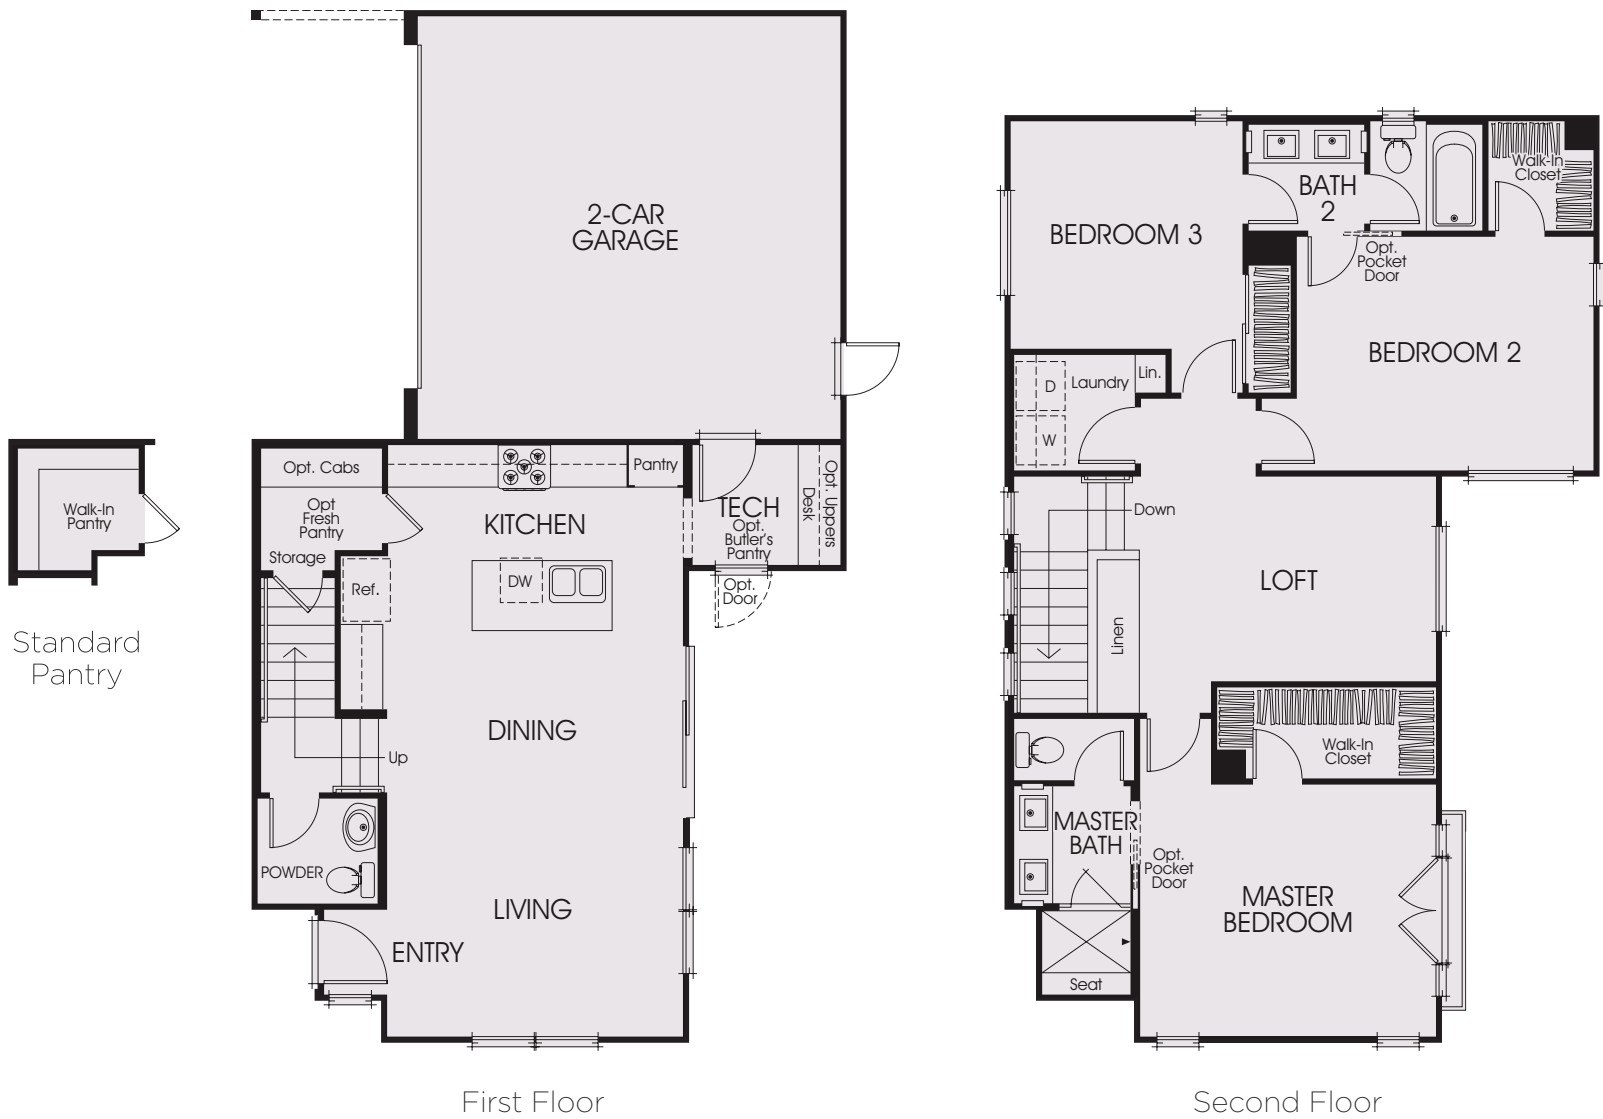 2-CAR
GARAGE
Opt. Cabs
Pantry
Opt
Fresh
Pantry
Storage
KITCHEN
TECH
Opt.
Butler's
Pantry
Desk
Opt. Uppers
Walk-In
Pantry
Standard
Pantry
Ref.
DW
Opt.
Door
DINING
Up
POWDER
LIVING
ENTRY
First Floor
BEDROOM 3
BATH
2
Walk-In
Closet
Opt.
Pocket
Door
BEDROOM 2
D
Laundry
Lin.
W
Down
LOFT
Linen
Walk-In
Closet
MASTER
BATH
Opt.
Pocket
Door
MASTER
BEDROOM
Seat
Second Floor